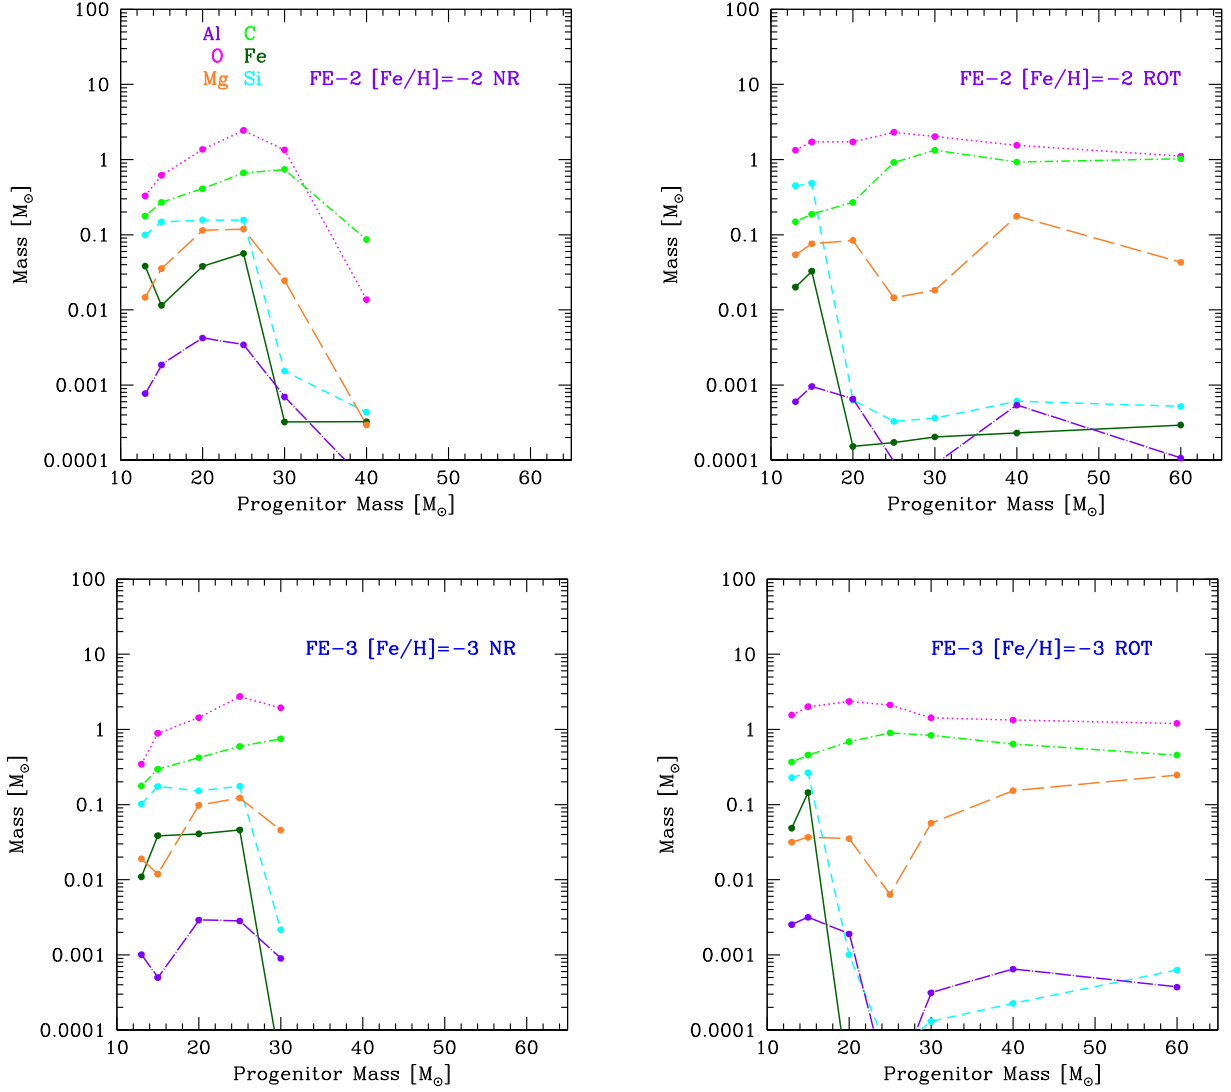 100
10
1
0.1
0.01
0.001
0.0001
Mass [M⊙]
Al C
O Fe
Mg Si
FE−2 [Fe/H]=−2 NR
10 20 30 40 50 60
Progenitor Mass [M⊙]
100
10
1
0.1
0.01
0.001
0.0001
Mass [M⊙]
FE−2 [Fe/H]=−2 ROT
10 20 30 40 50 60
Progenitor Mass [M⊙]
100
10
1
0.1
0.01
0.001
0.0001
Mass [M⊙]
FE−3 [Fe/H]=−3 NR
10 20 30 40 50 60
Progenitor Mass [M⊙]
100
10
1
0.1
0.01
0.001
0.0001
Mass [M⊙]
FE−3 [Fe/H]=−3 ROT
10 20 30 40 50 60
Progenitor Mass [M⊙]